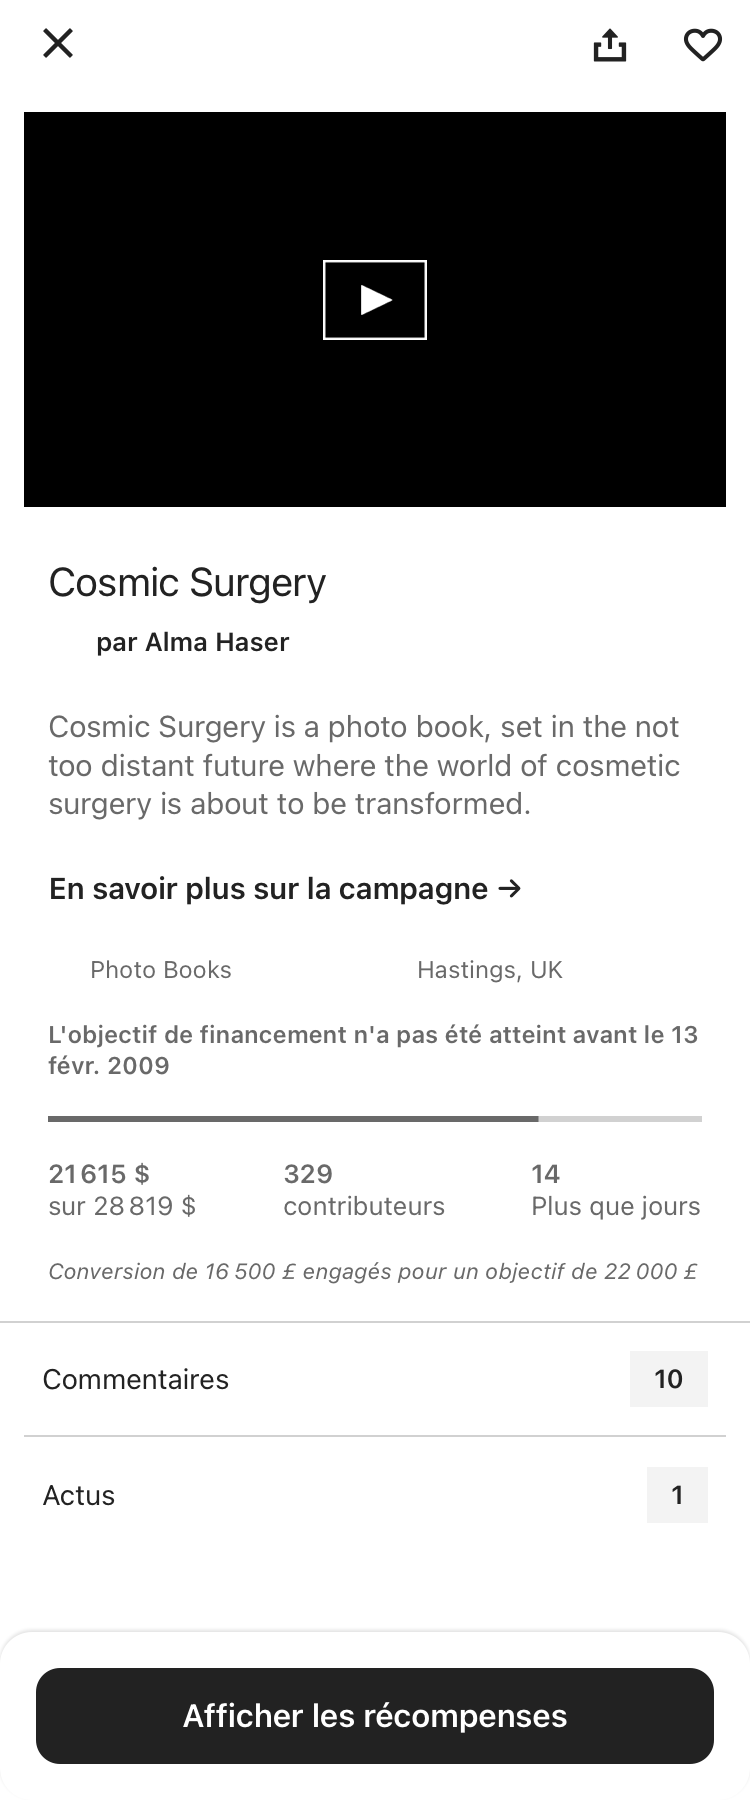 Cosmic Surgery
par Alma Haser
Cosmic Surgery is a photo book, set in the not
too distant future where the world of cosmetic
surgery is about to be transformed.
En savoir plus sur la campagne →
Photo Books
Hastings, UK
L'objectif de financement n'a pas été atteint avant le 13
févr. 2009
21 615 $
sur 28 819 $
329
contributeurs
14
Plus que jours
Conversion de 16 500 £ engagés pour un objectif de 22 000 £
Commentaires
10
Actus
1
Afficher les récompenses